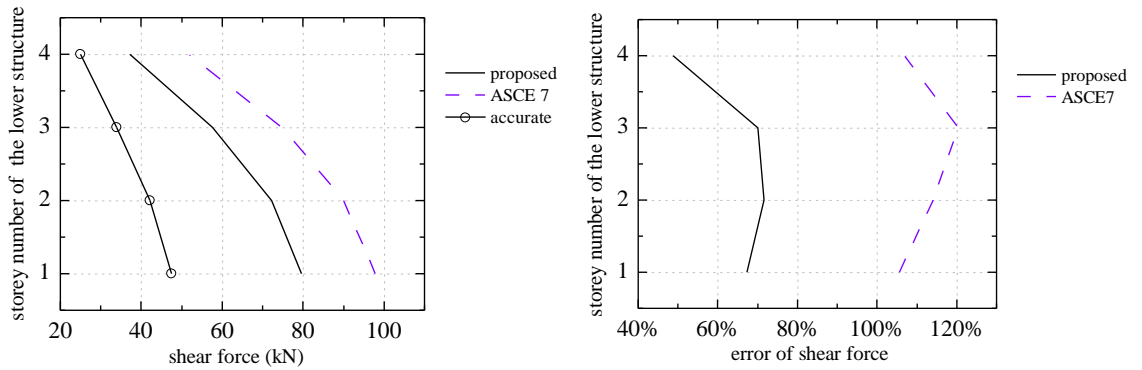 storey number of the lower structure
4
3
2
1
20
40
60
80
100
shear force (kN)
proposed
ASCE 7
accurate
storey number of the lower structure
4
3
2
1
40%
60%
80%
100%
120%
error of shear force
proposed
ASCE7